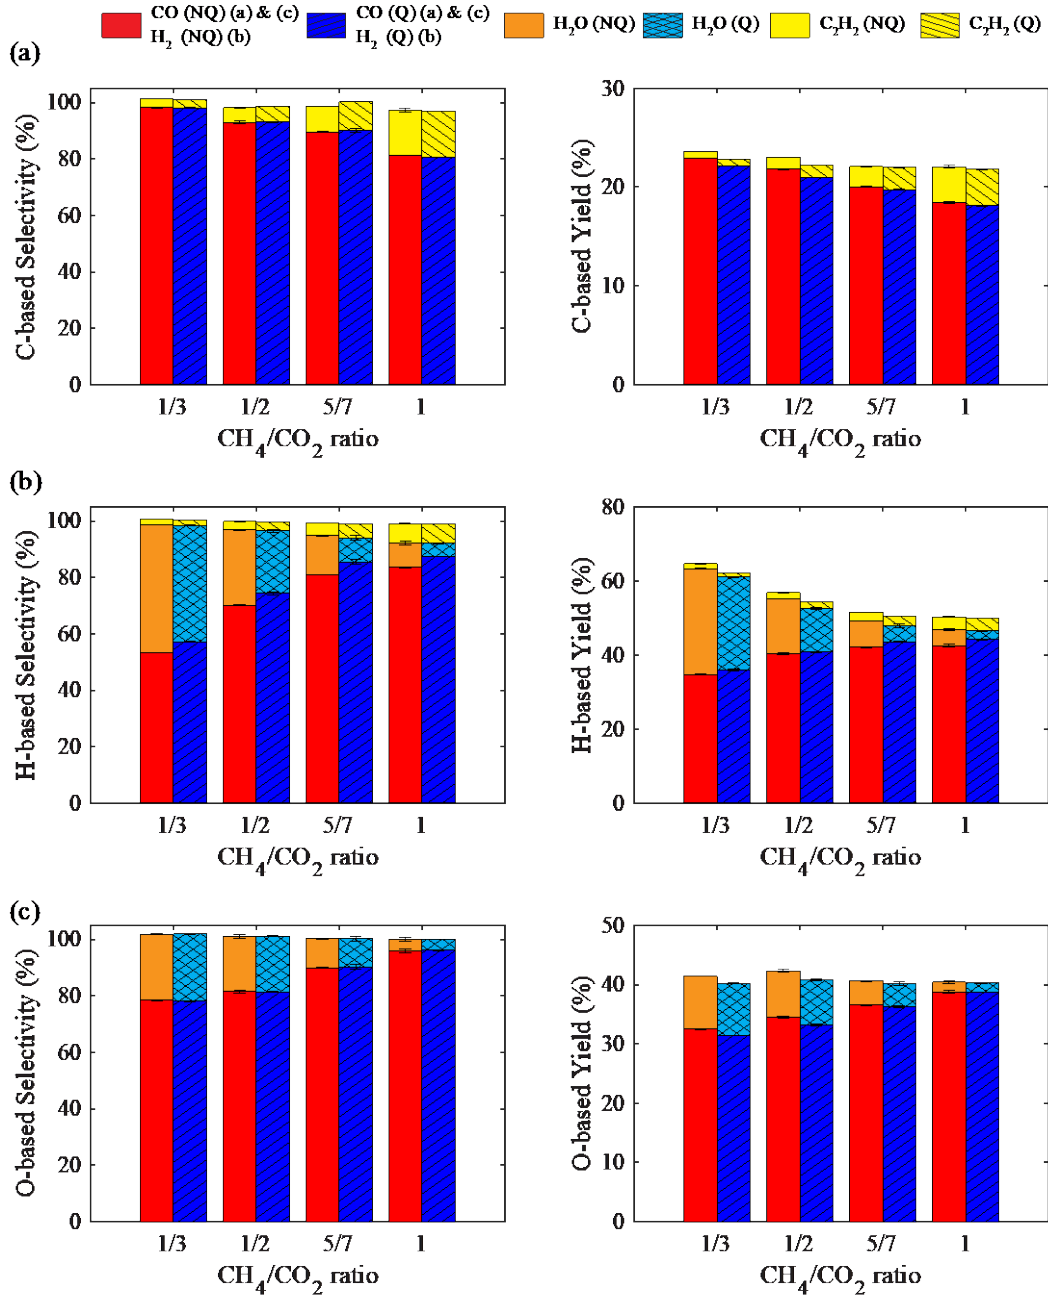 CO (NQ) (a) & (c)
H₂ (NQ) (b)
CO (Q) (a) & (c)
H₂ (Q) (b)
H₂O (NQ)
H₂O (Q)
C₂H₂ (NQ)
C₂H₂ (Q)
(a)
C-based Selectivity (%)
100
80
60
40
20
0
1/3 1/2 5/7 1
CH₄/CO₂ ratio
C-based Yield (%)
30
20
10
0
1/3 1/2 5/7 1
CH₄/CO₂ ratio
(b)
H-based Selectivity (%)
100
80
60
40
20
0
1/3 1/2 5/7 1
CH₄/CO₂ ratio
H-based Yield (%)
80
60
40
20
0
1/3 1/2 5/7 1
CH₄/CO₂ ratio
(c)
O-based Selectivity (%)
100
80
60
40
20
0
1/3 1/2 5/7 1
CH₄/CO₂ ratio
O-based Yield (%)
50
40
30
20
10
0
1/3 1/2 5/7 1
CH₄/CO₂ ratio